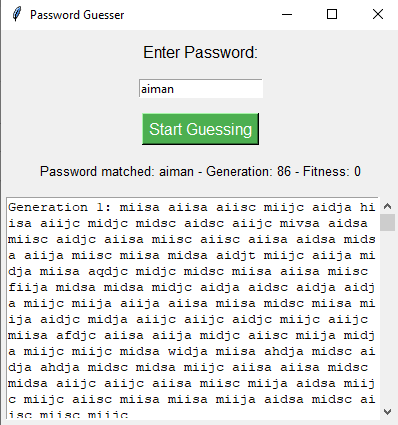 Password Guesser
Enter Password:
aiman
Start Guessing
Password matched: aiman - Generation: 86 - Fitness: 0
Generation 1: miisa aiisa aiisc miijc aidja hi
isa aiijc midjc midsc aidsc aiijc mivsa aidsa
miisc aidjc aiisa miisc aiisc aiisa aidsa mids
a aiija miisc miisa midsa aidjt miijc aiija mi
dja miisa aqdjc midjc midsc miisa aiisa miisc
fiija midsa midsa midjc aidja aidsc aidja aidj
a miijc miija aiija aiisa miisa midsc miisa mi
ija aidjc midja aiijc aiijc aidjc miijc aiijc
miisa afdjc aiisa aiija midjc aiisc miija midj
a miijc miijc midsa widja miisa ahdja midsc ai
dja ahdja midsc midsa miijc aiisa aiisa midsc
midsa aiijc aiijc aiisa miisc miija aidsa miij
c miijc aiisc miisa miisa miija aidsa midsc ai
isc miisc miijc